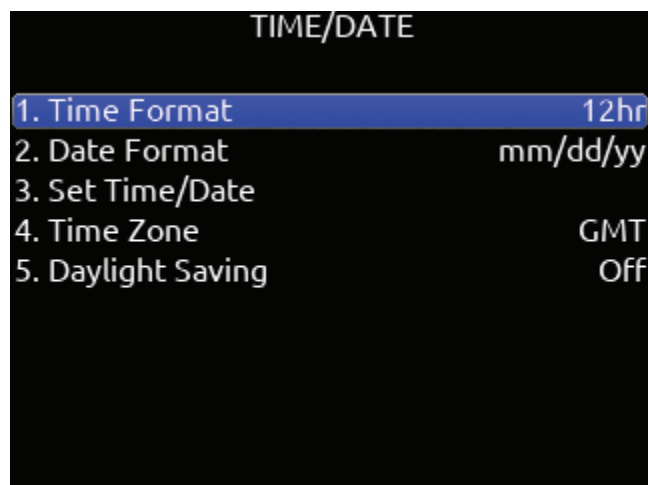 TIME/DATE
1. Time Format 12hr
2. Date Format mm/dd/yy
3. Set Time/Date
4. Time Zone GMT
5. Daylight Saving Off